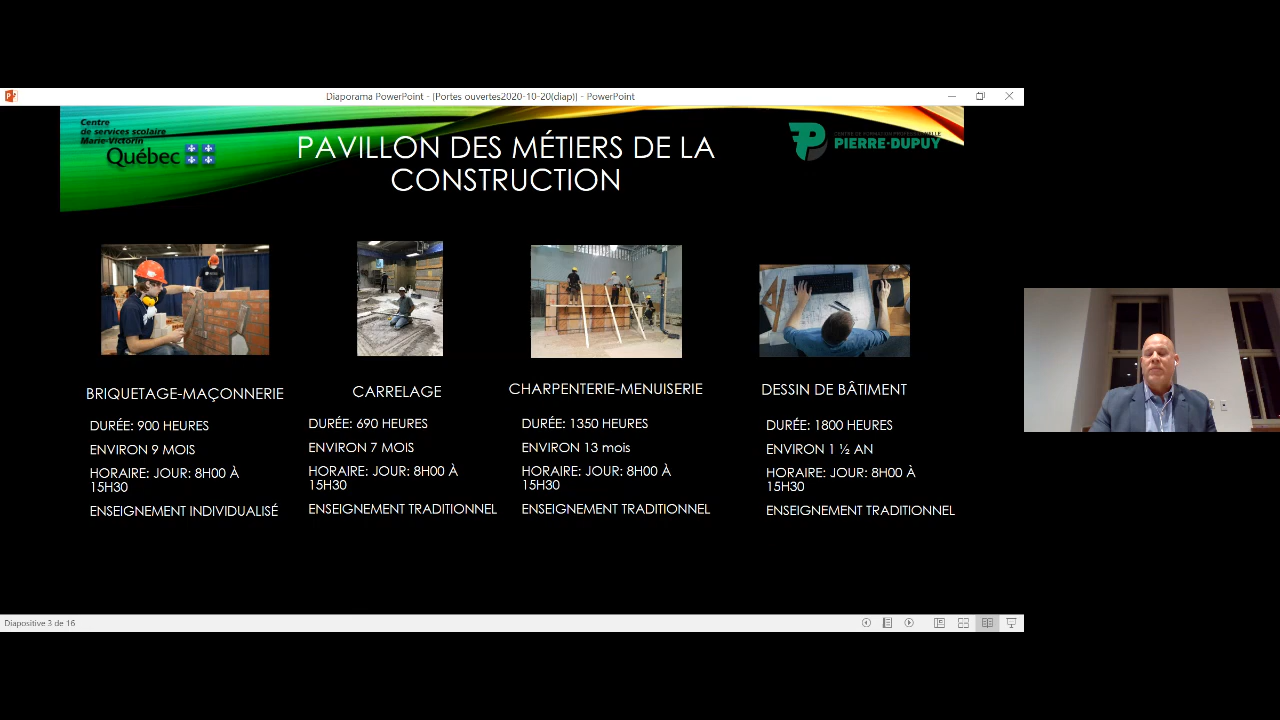 Diaporama PowerPoint - [Portes ouvertes2020-10-20(diap)] - PowerPoint
Centre
de services scolaire
Marie-Victorin
Québec
PAVILLON DES MÉTIERS DE LA
CONSTRUCTION
CENTRE DE FORMATION PROFESSIONNELLE
PIERRE-DUPUY
BRIQUETAGE-MAÇONNERIE
DURÉE: 900 HEURES
ENVIRON 9 MOIS
HORAIRE: JOUR: 8H00 À
15H30
ENSEIGNEMENT INDIVIDUALISÉ
CARRELAGE
DURÉE: 690 HEURES
ENVIRON 7 MOIS
HORAIRE: JOUR: 8H00 À
15H30
ENSEIGNEMENT TRADITIONNEL
CHARPENTERIE-MENUISERIE
DURÉE: 1350 HEURES
ENVIRON 13 mois
HORAIRE: JOUR: 8H00 À
15H30
ENSEIGNEMENT TRADITIONNEL
DESSIN DE BÂTIMENT
DURÉE: 1800 HEURES
ENVIRON 1 ½ AN
HORAIRE: JOUR: 8H00 À
15H30
ENSEIGNEMENT TRADITIONNEL
Diapositive 3 de 16